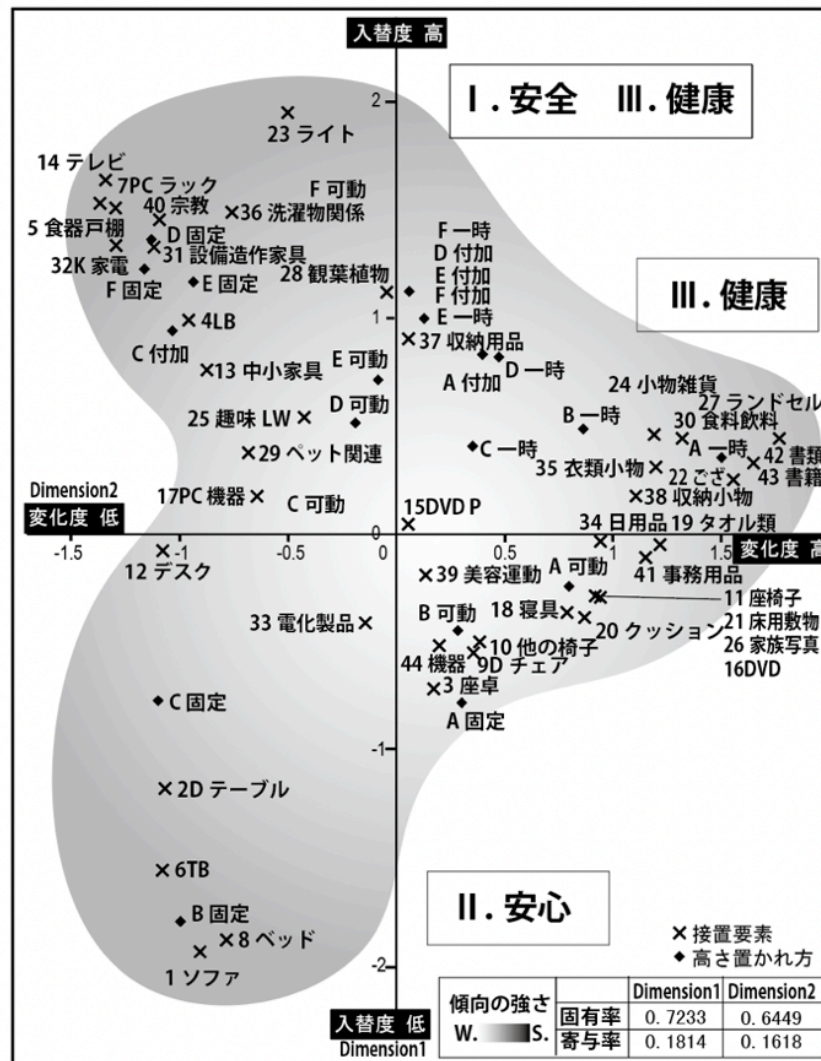 入替度 高
I . 安全　III. 健康
2
23 ライト
14 テレビ
7PC ラック
F 可動
40 宗教
36 洗濯物関係
5 食器戸棚
D 固定
F 一時
31 設備造作家具
D 付加
III. 健康
32K 家電
28 観葉植物
E 付加
F 固定
E 固定
F 付加
1
E 一時
4LB
37 収納用品
C 付加
E 可動
D 一時
13 中小家具
A 付加
24 小物雑貨
27 ランドセル
D 可動
B 一時
30 食料飲料
25 趣味 LW
A 一時
C 一時
42 書類
29 ペット関連
35 衣類小物
22 ござ
43 書籍
Dimension2
17PC 機器
C 可動
15DVD P
38 収納小物
変化度 低
0
34 日用品
19 タオル類
変化度 高
-1.5
-1
-0.5
0.5
1
1.5
12 デスク
39 美容運動
A 可動
41 事務用品
11 座椅子
33 電化製品
B 可動
18 寝具
21 床用敷物
20 クッション
26 家族写真
10 他の椅子
44 機器
9D チェア
16DVD
3 座卓
C 固定
A 固定
-1
2D テーブル
6TB
II . 安心
B 固定
8 ベッド
× 接置要素
1 ソファ
◆ 高さ置かれ方
-2
傾向の強さ
Dimension1
Dimension2
W.
S.
固有率
0. 7233
0. 6449
入替度 低
寄与率
0. 1814
0. 1618
Dimension1